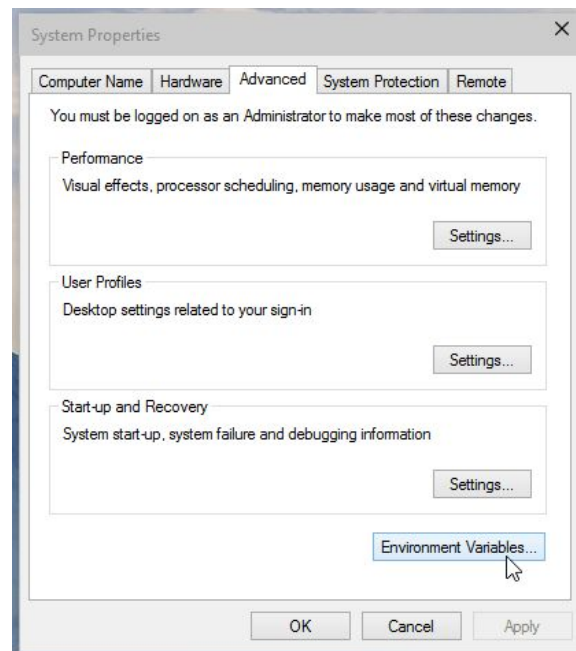 System Properties
Computer Name Hardware Advanced System Protection Remote
You must be logged on as an Administrator to make most of these changes.
Performance
Visual effects, processor scheduling, memory usage and virtual memory
Settings...
User Profiles
Desktop settings related to your sign-in
Settings...
Start-up and Recovery
System start-up, system failure and debugging information
Settings...
Environment Variables...
OK Cancel Apply